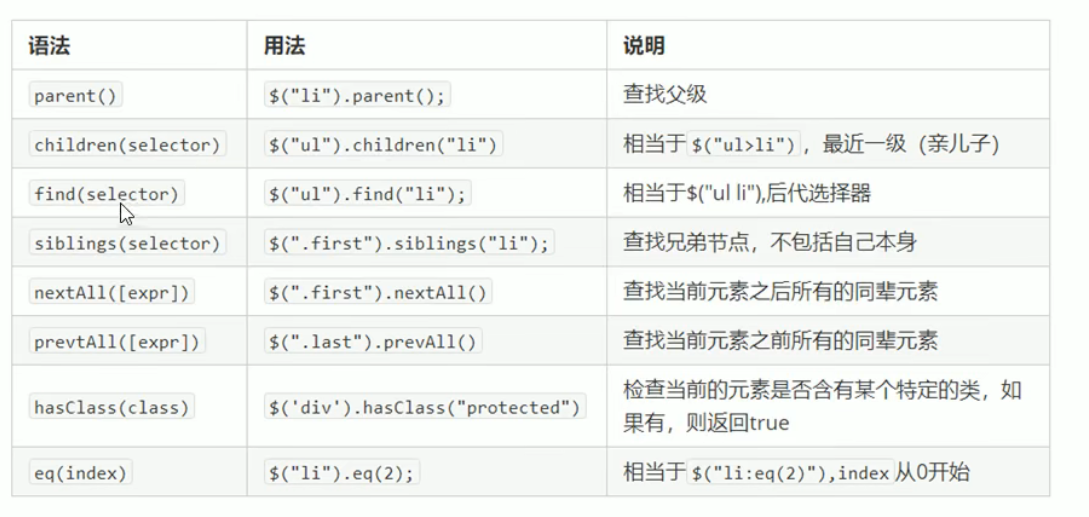 语法 用法 说明
parent() $("li").parent(); 查找父级
children(selector) $("ul").children("li") 相当于$("ul>li")，最近一级（亲儿子）
find(selector) $("ul").find("li"); 相当于$("ul li"),后代选择器
siblings(selector) $(".first").siblings("li"); 查找兄弟节点，不包括自己本身
nextAll([expr]) $(".first").nextAll() 查找当前元素之后所有的同辈元素
prevtAll([expr]) $(".last").prevAll() 查找当前元素之前所有的同辈元素
hasClass(class) $('div').hasClass("protected") 检查当前的元素是否含有某个特定的类，如
果有，则返回true
eq(index) $("li").eq(2); 相当于$("li:eq(2)"),index从0开始